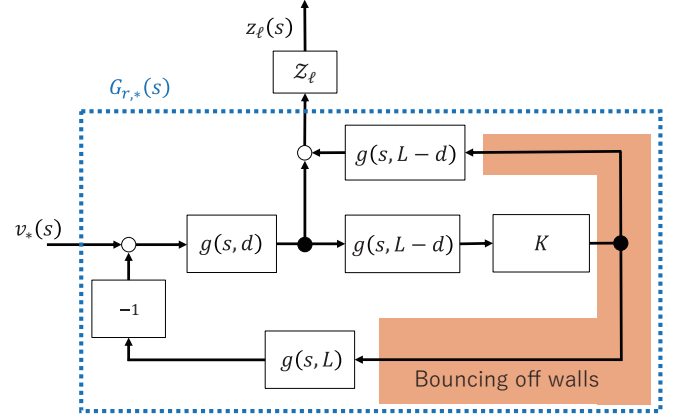 z_ℓ(s)
𝒵_ℓ
G_{r,*}(s)
g(s, L − d)
v_*(s)
g(s, d)
g(s, L − d)
K
−1
g(s, L)
Bouncing off walls